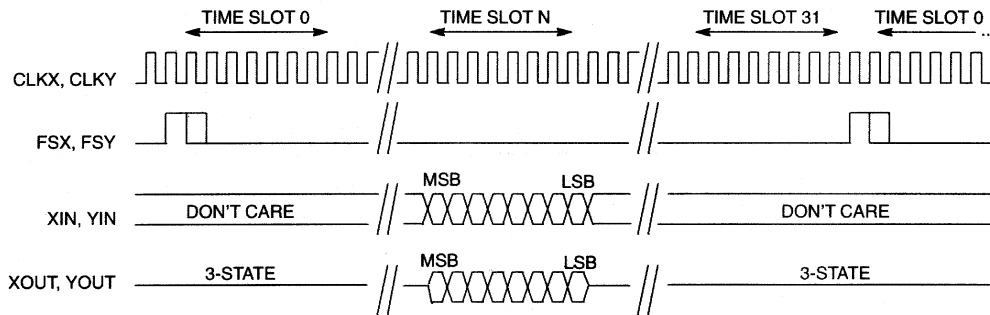 TIME SLOT 0 TIME SLOT N TIME SLOT 31 TIME SLOT 0
CLKX, CLKY
FSX, FSY
MSB LSB
XIN, YIN DON'T CARE DON'T CARE
MSB LSB
XOUT, YOUT 3-STATE 3-STATE